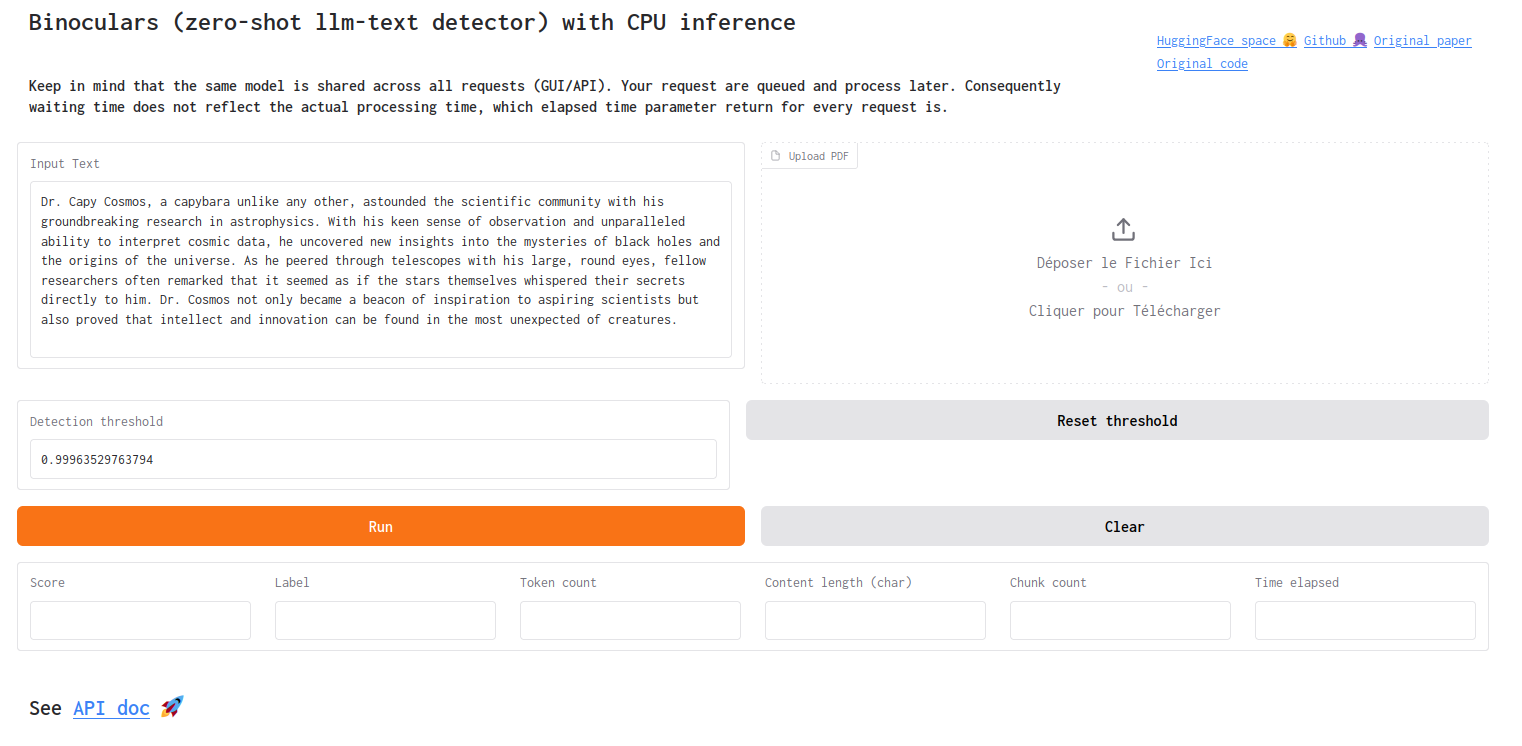 Binoculars (zero-shot llm-text detector) with CPU inference
HuggingFace space 🤗 Github 🐙 Original paper
Original code
Keep in mind that the same model is shared across all requests (GUI/API). Your request are queued and process later. Consequently
waiting time does not reflect the actual processing time, which elapsed time parameter return for every request is.
Input Text
Dr. Capy Cosmos, a capybara unlike any other, astounded the scientific community with his
groundbreaking research in astrophysics. With his keen sense of observation and unparalleled
ability to interpret cosmic data, he uncovered new insights into the mysteries of black holes and
the origins of the universe. As he peered through telescopes with his large, round eyes, fellow
researchers often remarked that it seemed as if the stars themselves whispered their secrets
directly to him. Dr. Cosmos not only became a beacon of inspiration to aspiring scientists but
also proved that intellect and innovation can be found in the most unexpected of creatures.
Upload PDF
Déposer le Fichier Ici
- ou -
Cliquer pour Télécharger
Detection threshold
0.99963529763794
Reset threshold
Run
Clear
Score
Label
Token count
Content length (char)
Chunk count
Time elapsed
See API doc 🚀